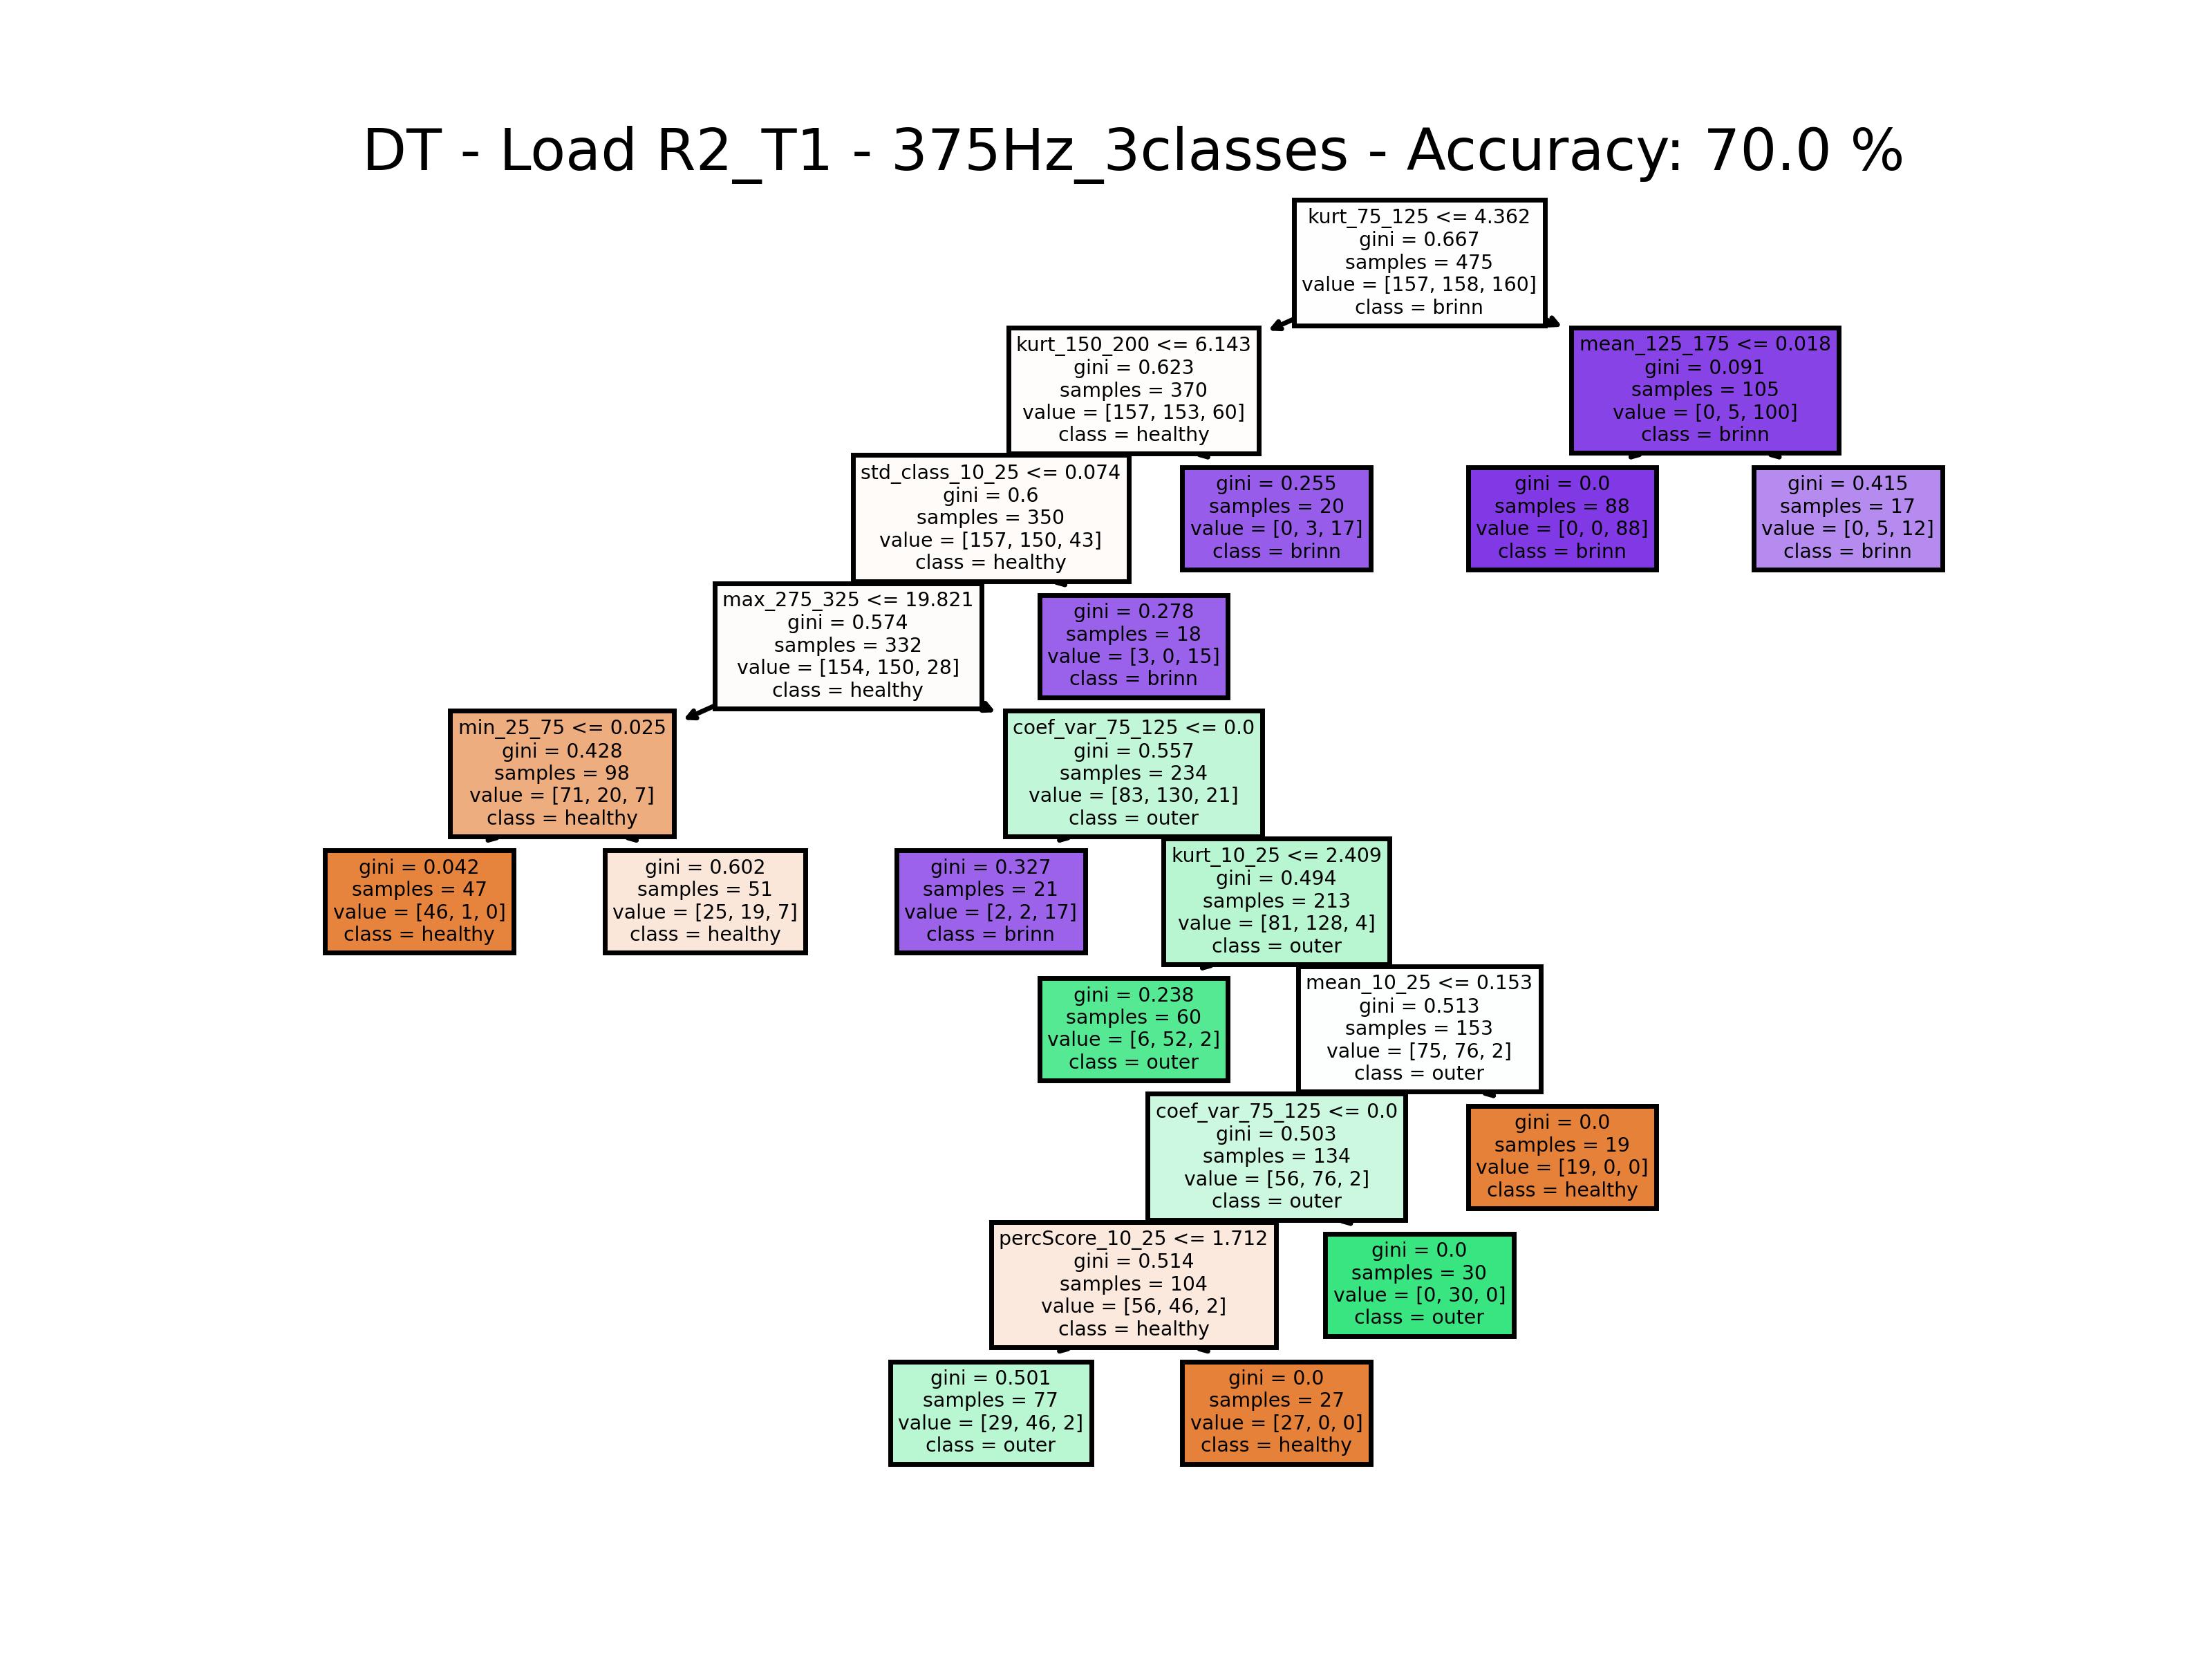 DT - Load R2_T1 - 375Hz_3classes - Accuracy: 70.0 %
kurt_75_125 <= 4.362
gini = 0.667
samples = 475
value = [157, 158, 160]
class = brinn
kurt_150_200 <= 6.143
gini = 0.623
samples = 370
value = [157, 153, 60]
class = healthy
mean_125_175 <= 0.018
gini = 0.091
samples = 105
value = [0, 5, 100]
class = brinn
std_class_10_25 <= 0.074
gini = 0.6
samples = 350
value = [157, 150, 43]
class = healthy
gini = 0.255
samples = 20
value = [0, 3, 17]
class = brinn
gini = 0.0
samples = 88
value = [0, 0, 88]
class = brinn
gini = 0.415
samples = 17
value = [0, 5, 12]
class = brinn
max_275_325 <= 19.821
gini = 0.574
samples = 332
value = [154, 150, 28]
class = healthy
gini = 0.278
samples = 18
value = [3, 0, 15]
class = brinn
min_25_75 <= 0.025
gini = 0.428
samples = 98
value = [71, 20, 7]
class = healthy
coef_var_75_125 <= 0.0
gini = 0.557
samples = 234
value = [83, 130, 21]
class = outer
gini = 0.042
samples = 47
value = [46, 1, 0]
class = healthy
gini = 0.602
samples = 51
value = [25, 19, 7]
class = healthy
gini = 0.327
samples = 21
value = [2, 2, 17]
class = brinn
kurt_10_25 <= 2.409
gini = 0.494
samples = 213
value = [81, 128, 4]
class = outer
gini = 0.238
samples = 60
value = [6, 52, 2]
class = outer
mean_10_25 <= 0.153
gini = 0.513
samples = 153
value = [75, 76, 2]
class = outer
coef_var_75_125 <= 0.0
gini = 0.503
samples = 134
value = [56, 76, 2]
class = outer
gini = 0.0
samples = 19
value = [19, 0, 0]
class = healthy
percScore_10_25 <= 1.712
gini = 0.514
samples = 104
value = [56, 46, 2]
class = healthy
gini = 0.0
samples = 30
value = [0, 30, 0]
class = outer
gini = 0.501
samples = 77
value = [29, 46, 2]
class = outer
gini = 0.0
samples = 27
value = [27, 0, 0]
class = healthy